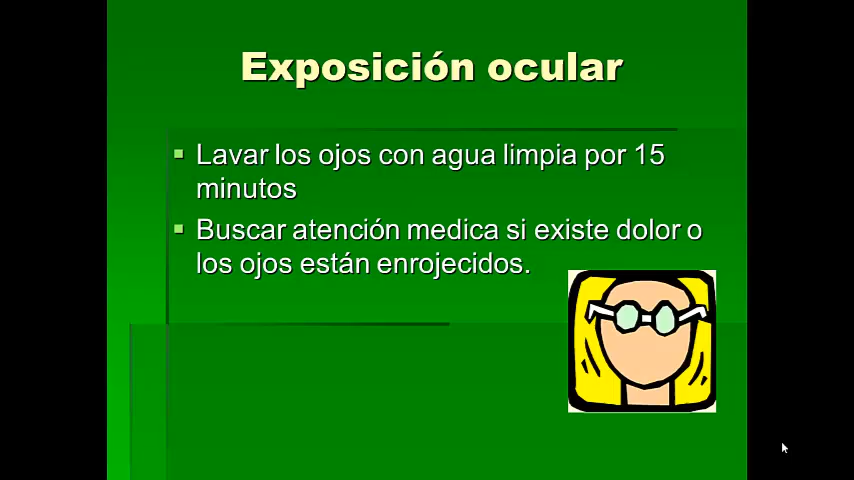 Exposición ocular
Lavar los ojos con agua limpia por 15
minutos
Buscar atención medica si existe dolor o
los ojos están enrojecidos.